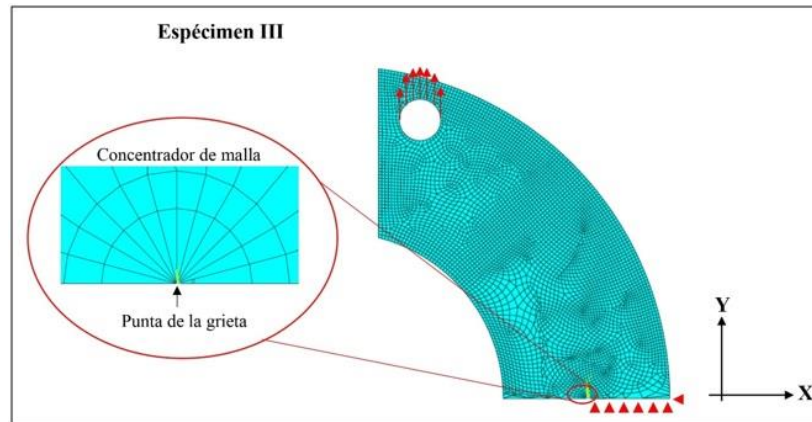 Espécimen III
Concentrador de malla
Punta de la grieta
Y
X